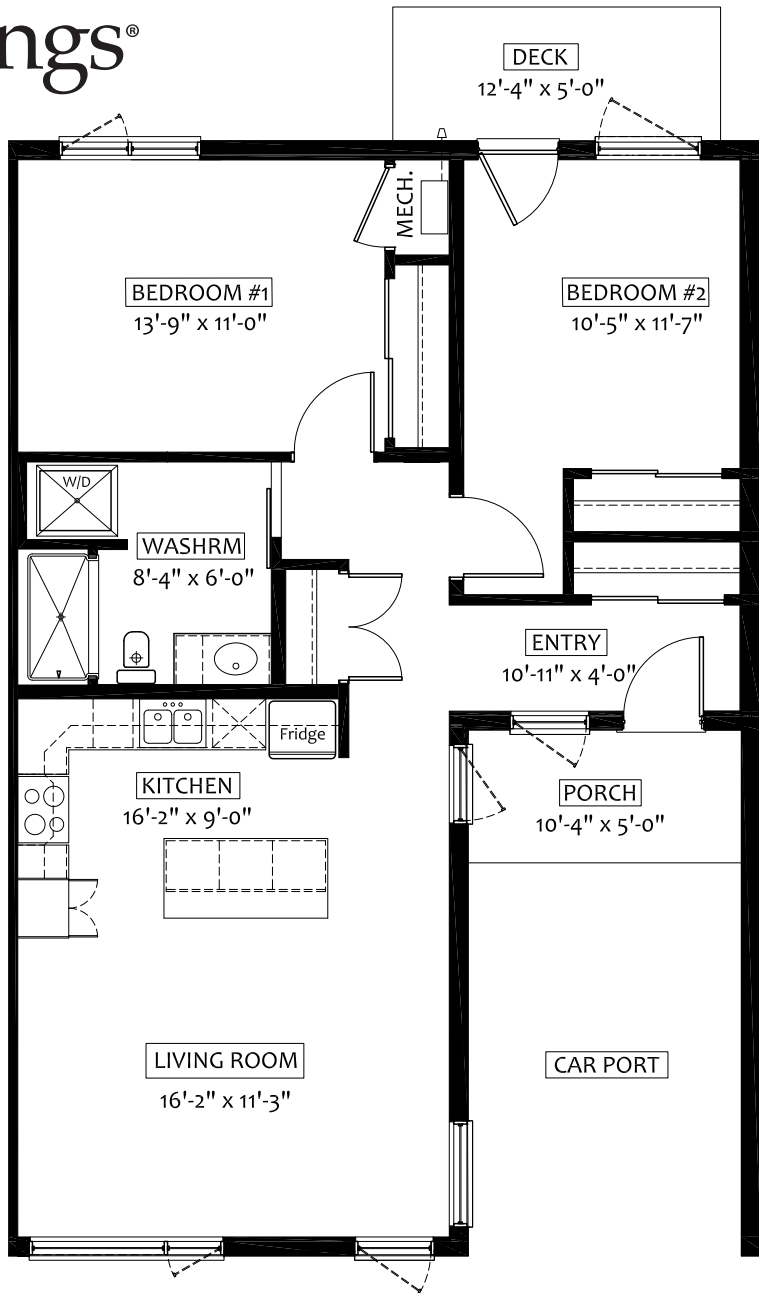 ngs®
DECK
12'-4" x 5'-0"
MECH.
BEDROOM #1
13'-9" x 11'-0"
BEDROOM #2
10'-5" x 11'-7"
W/D
WASHRM
8'-4" x 6'-0"
ENTRY
10'-11" x 4'-0"
Fridge
KITCHEN
16'-2" x 9'-0"
PORCH
10'-4" x 5'-0"
LIVING ROOM
16'-2" x 11'-3"
CAR PORT